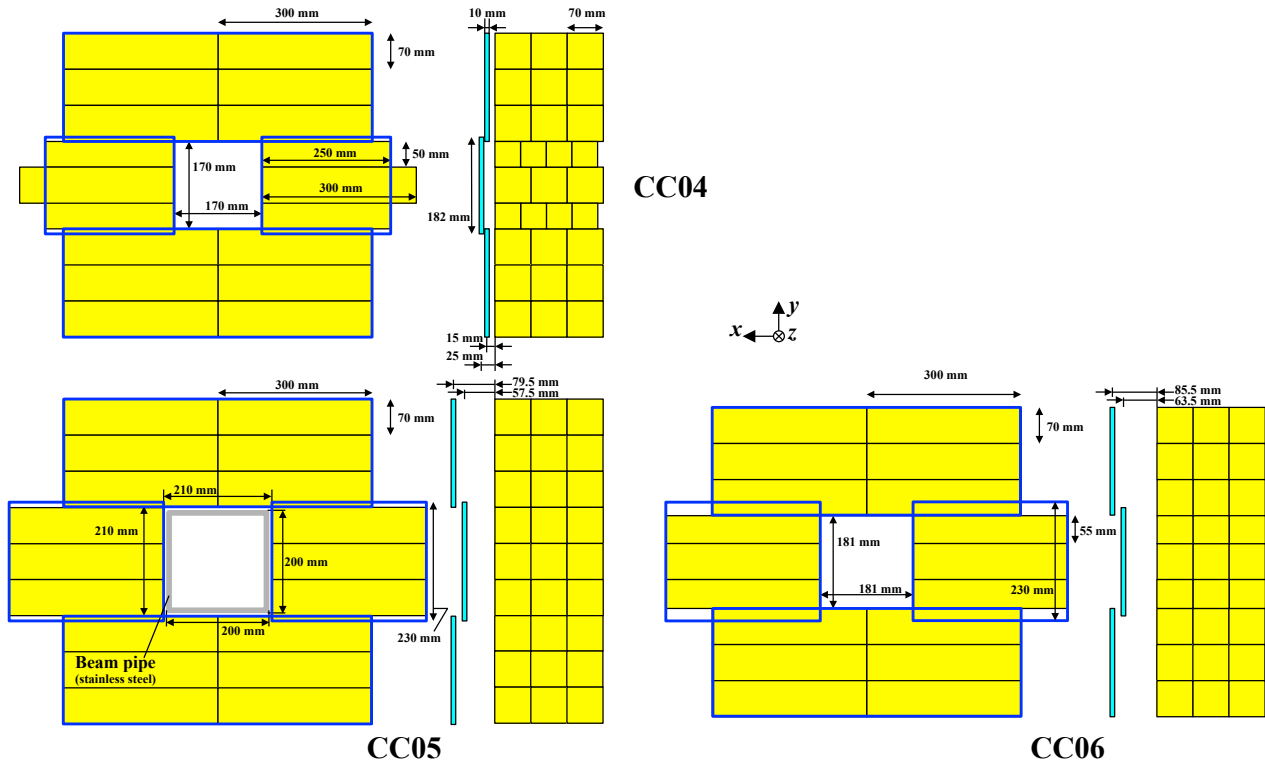 300 mm
10 mm
70 mm
70 mm
170 mm
250 mm
50 mm
300 mm
170 mm
182 mm
CC04
15 mm
25 mm
y
x
z
300 mm
79.5 mm
57.5 mm
70 mm
210 mm
210 mm
200 mm
200 mm
230 mm
Beam pipe
(stainless steel)
CC05
300 mm
85.5 mm
63.5 mm
70 mm
55 mm
181 mm
181 mm
230 mm
CC06